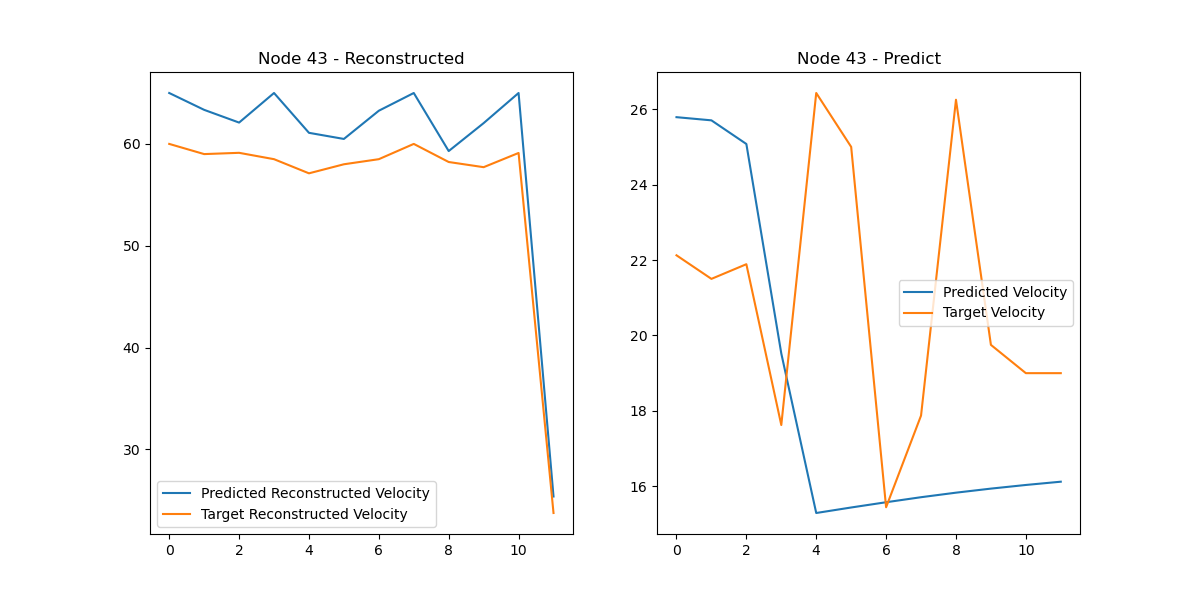 Node 43 - Reconstructed
60
50
40
30
0 2 4 6 8 10
Predicted Reconstructed Velocity
Target Reconstructed Velocity
Node 43 - Predict
26
24
22
20
18
16
0 2 4 6 8 10
Predicted Velocity
Target Velocity